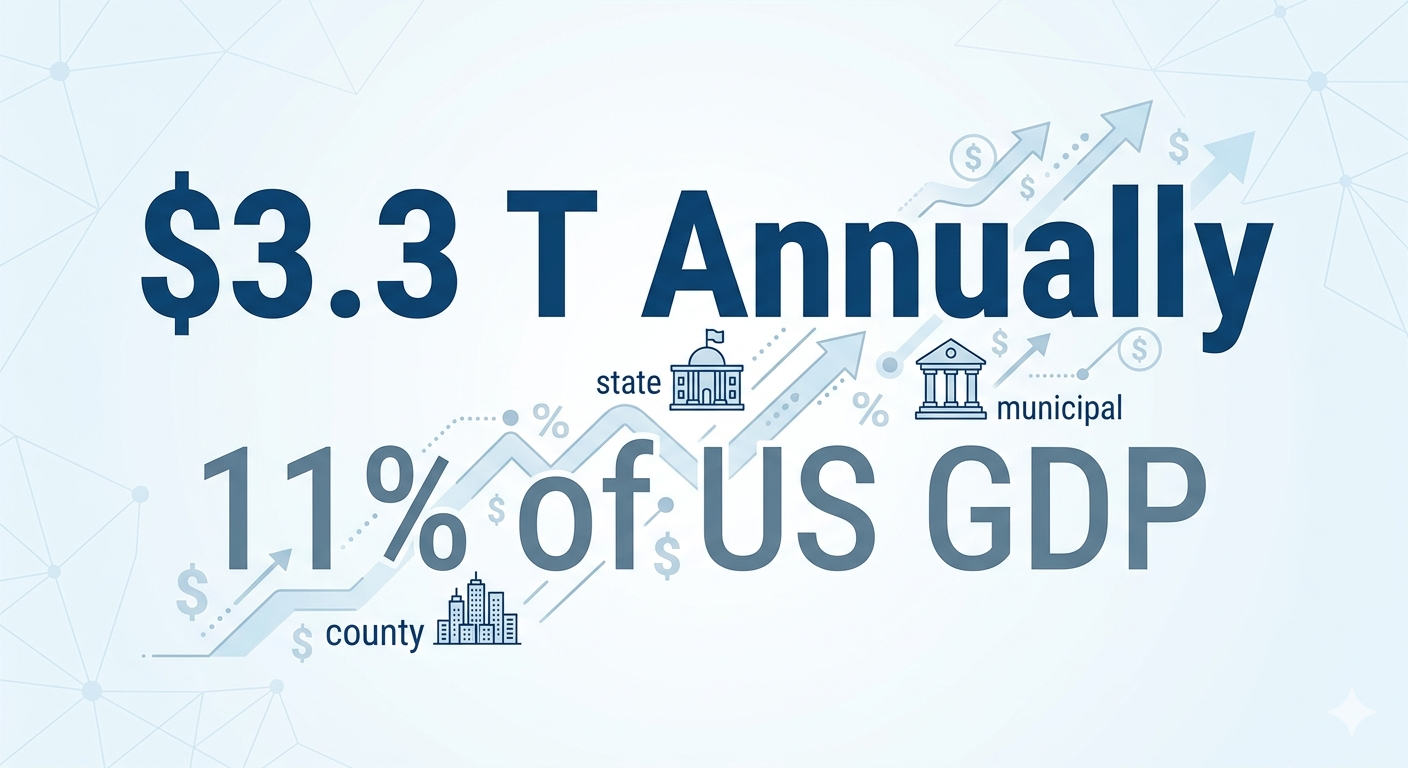 $3.3 T Annually
state
municipal
11% of US GDP
county
$
$
$
$
$
%
%
$
$
$
$